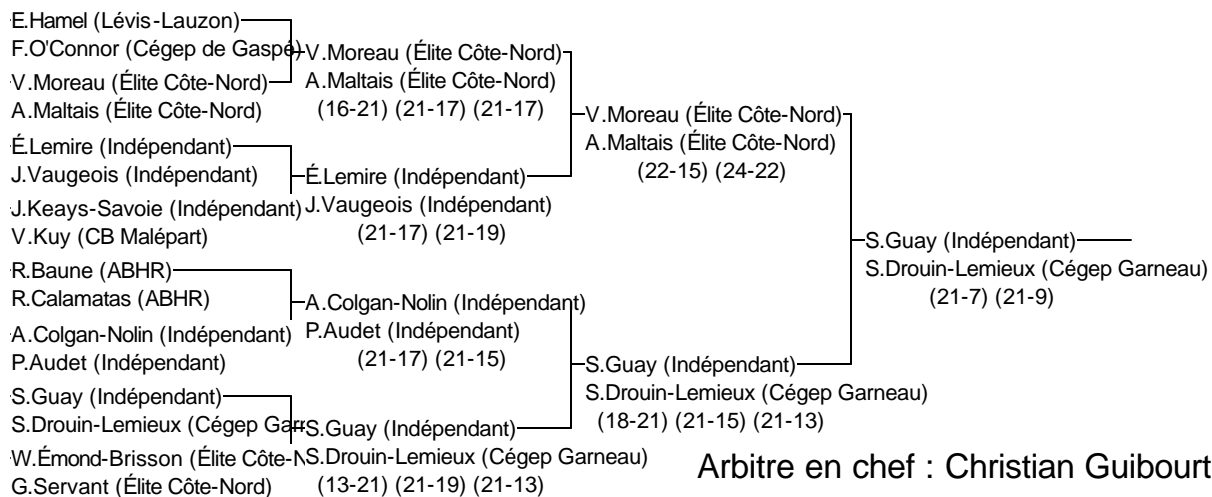 E.Hamel (Lévis-Lauzon)
F.O'Connor (Cégep de Gaspé)
V.Moreau (Élite Côte-Nord)
A.Maltais (Élite Côte-Nord)
É.Lemire (Indépendant)
J.Vaugeois (Indépendant)
J.Keays-Savoie (Indépendant)
V.Kuy (CB Malépart)
R.Baune (ABHR)
R.Calamatas (ABHR)
A.Colgan-Nolin (Indépendant)
P.Audet (Indépendant)
S.Guay (Indépendant)
S.Drouin-Lemieux (Cégep
W.Émond-Brisson (Élite
G.Servant (Élite Côte-Nord)
V.Moreau (Élite Côte-Nord)
A.Maltais (Élite Côte-Nord)
(16-21) (21-17) (21-17)
É.Lemire (Indépendant)
J.Vaugeois (Indépendant)
(21-17) (21-19)
A.Colgan-Nolin (Indépendant)
P.Audet (Indépendant)
(21-17) (21-15)
S.Guay (Indépendant)
S.Drouin-Lemieux (Cégep Garneau)
(13-21) (21-19) (21-13)
V.Moreau (Élite Côte-Nord)
A.Maltais (Élite Côte-Nord)
(22-15) (24-22)
S.Guay (Indépendant)
S.Drouin-Lemieux (Cégep Garneau)
(18-21) (21-15) (21-13)
S.Guay (Indépendant)
S.Drouin-Lemieux (Cégep Garneau)
(21-7) (21-9)
Arbitre en chef : Christian Guibourt